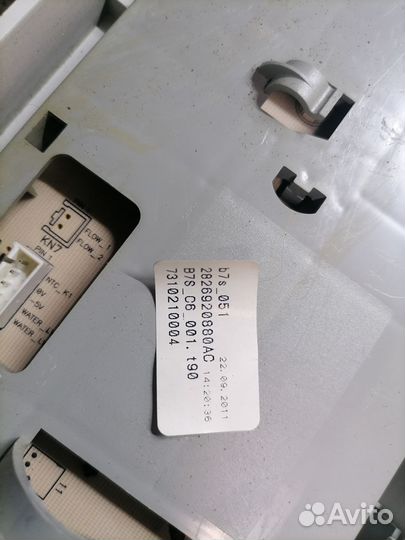 b7s_051
22.09.2011
2826920880AC
14:20:36
B7S_C6_001.t90
7310210004
KN7
FLOW_1
FLOW_2
PIN 1
NTC_K1
0V
5V
Avito